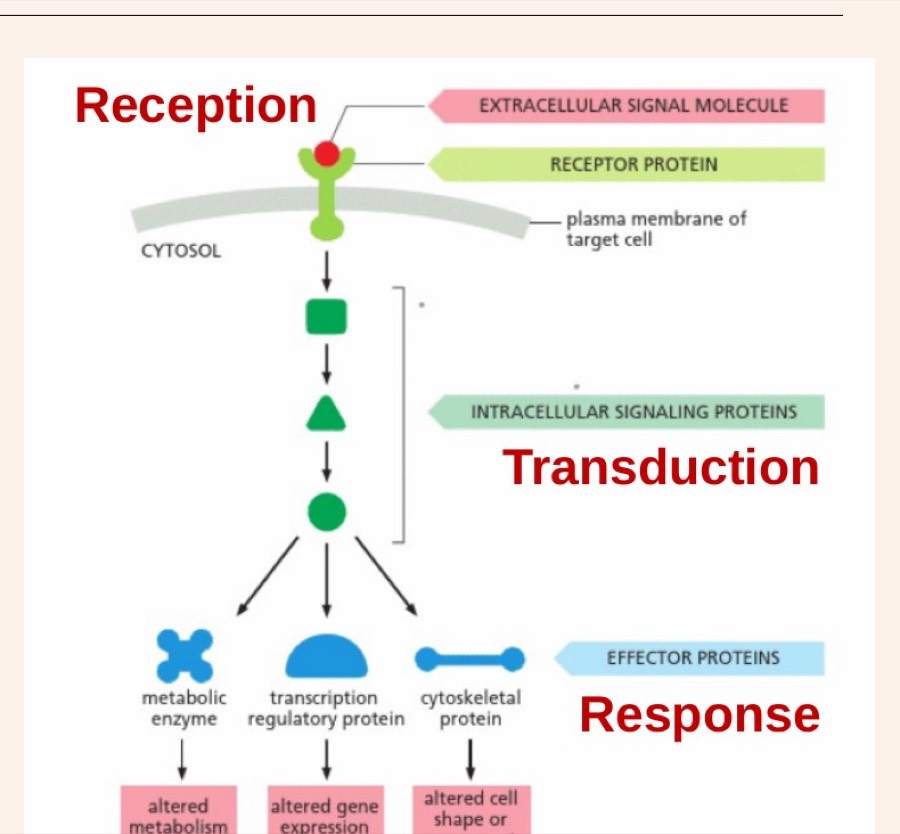 Reception
EXTRACELLULAR SIGNAL MOLECULE
RECEPTOR PROTEIN
plasma membrane of
target cell
CYTOSOL
INTRACELLULAR SIGNALING PROTEINS
Transduction
EFFECTOR PROTEINS
metabolic
enzyme
transcription
regulatory protein
cytoskeletal
protein
Response
altered
metabolism
altered gene
expression
altered cell
shape or